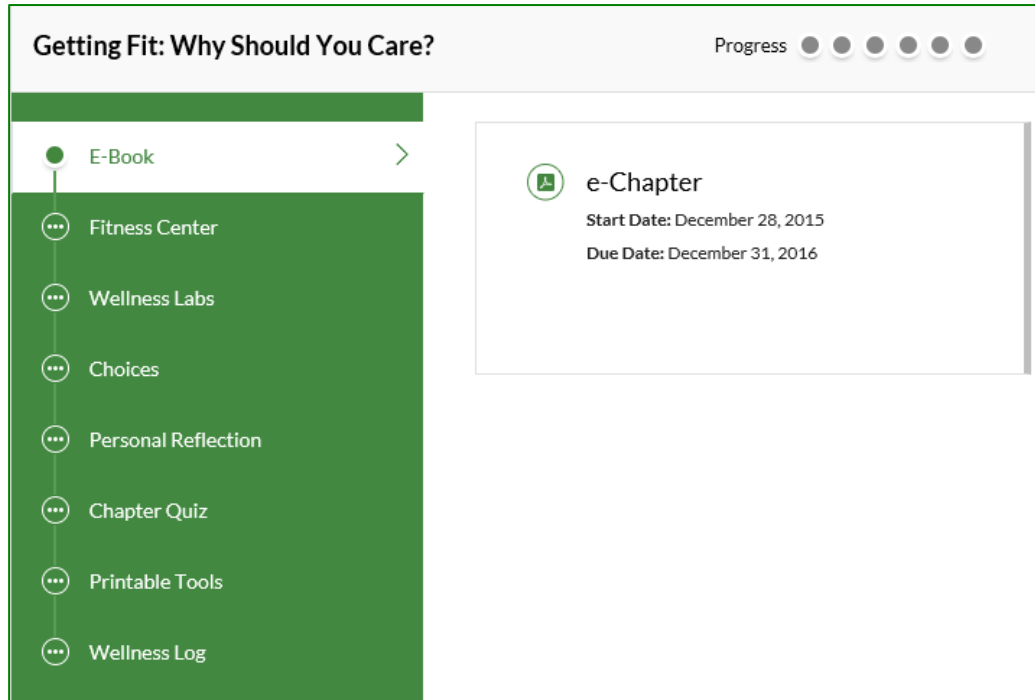 Getting Fit: Why Should You Care?
Progress
E-Book
Fitness Center
Wellness Labs
Choices
Personal Reflection
Chapter Quiz
Printable Tools
Wellness Log
e-Chapter
Start Date: December 28, 2015
Due Date: December 31, 2016